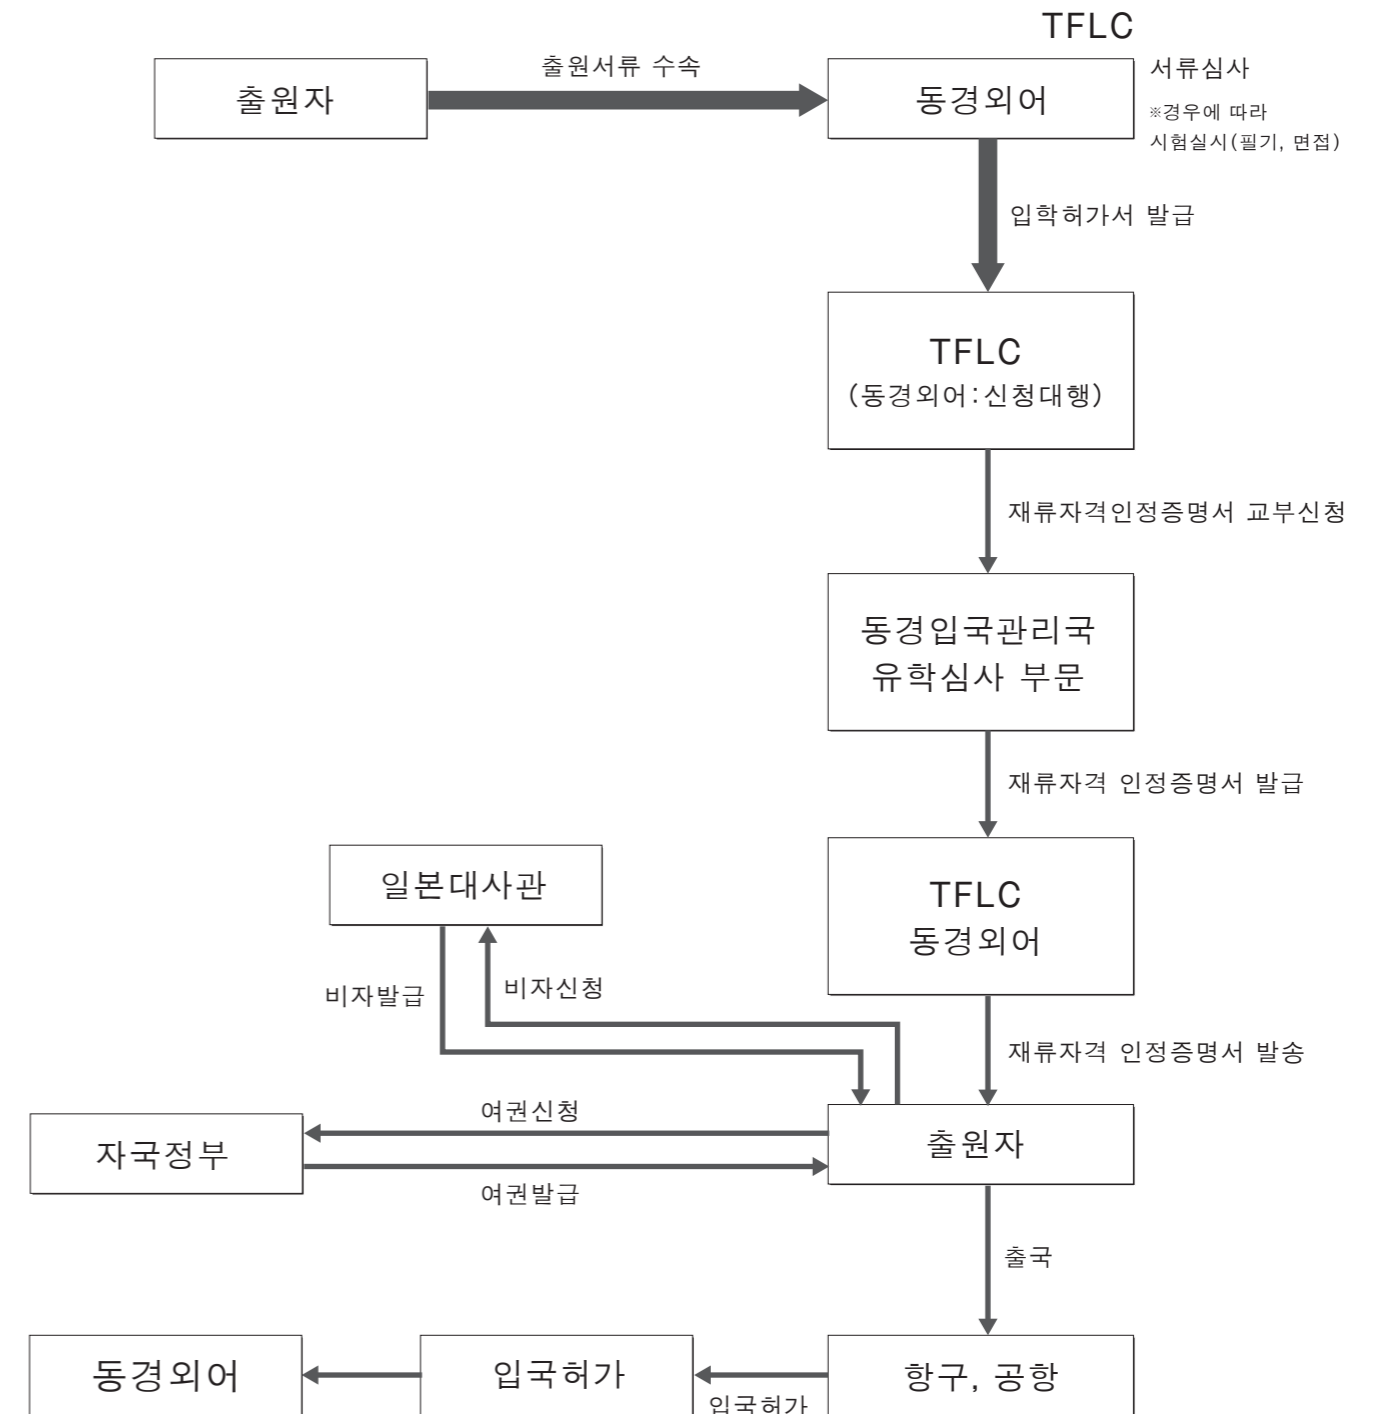 TFLC
출원자
출원서류 수속
동경외어
서류심사
※경우에 따라
시험실시(필기, 면접)
입학허가서 발급
TFLC
(동경외어:신청대행)
재류자격인정증명서 교부신청
동경입국관리국
유학심사 부문
재류자격 인정증명서 발급
일본대사관
TFLC
동경외어
비자발급
비자신청
재류자격 인정증명서 발송
여권신청
자국정부
출원자
여권발급
출국
동경외어
입국허가
항구, 공항
입국허가